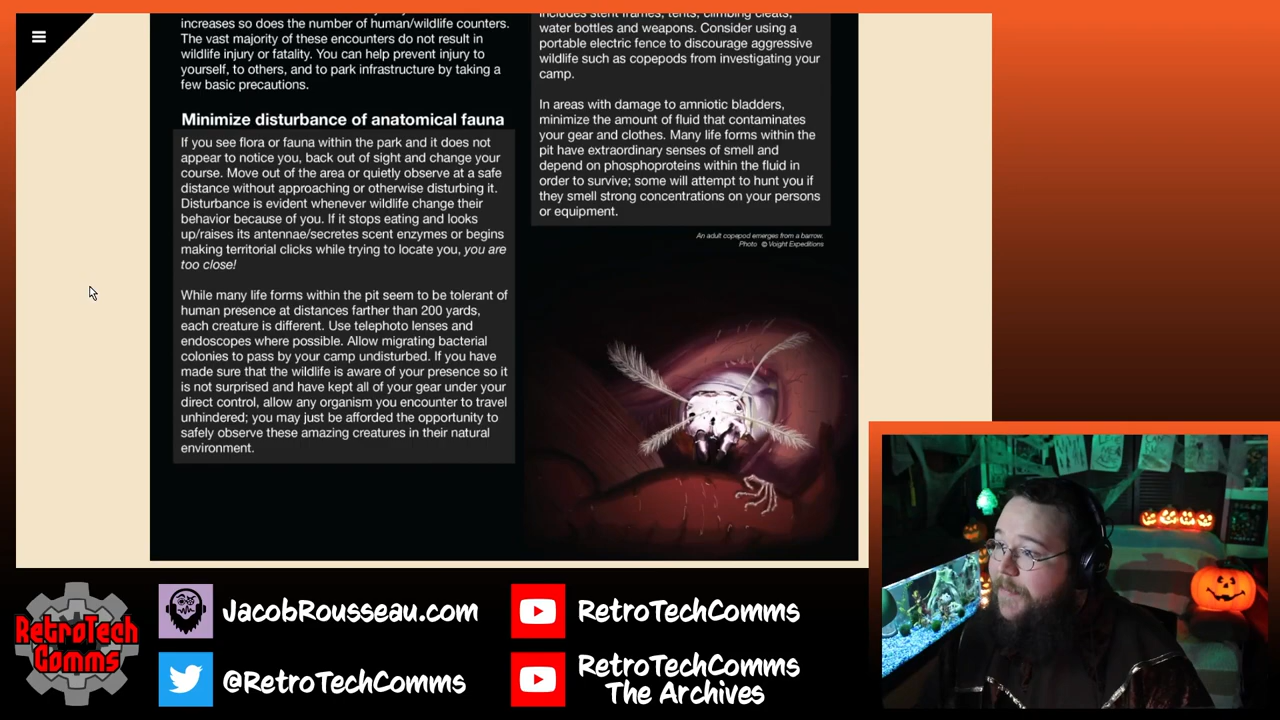 increases so does the number of human/wildlife counters.
The vast majority of these encounters do not result in
wildlife injury or fatality. You can help prevent injury to
yourself, to others, and to park infrastructure by taking a
few basic precautions.
Minimize disturbance of anatomical fauna
If you see flora or fauna within the park and it does not
appear to notice you, back out of sight and change your
course. Move out of the area or quietly observe at a safe
distance without approaching or otherwise disturbing it.
Disturbance is evident whenever wildlife change their
behavior because of you. If it stops eating and looks
up/raises its antennae/secretes scent enzymes or begins
making territorial clicks while trying to locate you, you are
too close!
While many life forms within the pit seem to be tolerant of
human presence at distances farther than 200 yards,
each creature is different. Use telephoto lenses and
endoscopes where possible. Allow migrating bacterial
colonies to pass by your camp undisturbed. If you have
made sure that the wildlife is aware of your presence so it
is not surprised and have kept all of your gear under your
direct control, allow any organism you encounter to travel
unhindered; you may just be afforded the opportunity to
safely observe these amazing creatures in their natural
environment.
includes stent frames, tents, climbing cleats,
water bottles and weapons. Consider using a
portable electric fence to discourage aggressive
wildlife such as copepods from investigating your
camp.
In areas with damage to amniotic bladders,
minimize the amount of fluid that contaminates
your gear and clothes. Many life forms within the
pit have extraordinary senses of smell and
depend on phosphoproteins within the fluid in
order to survive; some will attempt to hunt you if
they smell strong concentrations on your persons
or equipment.
An adult copepod emerges from a barrow.
Photo © Voight Expeditions
RetroTech
Comms
JacobRousseau.com
@RetroTechComms
RetroTechComms
RetroTechComms
The Archives